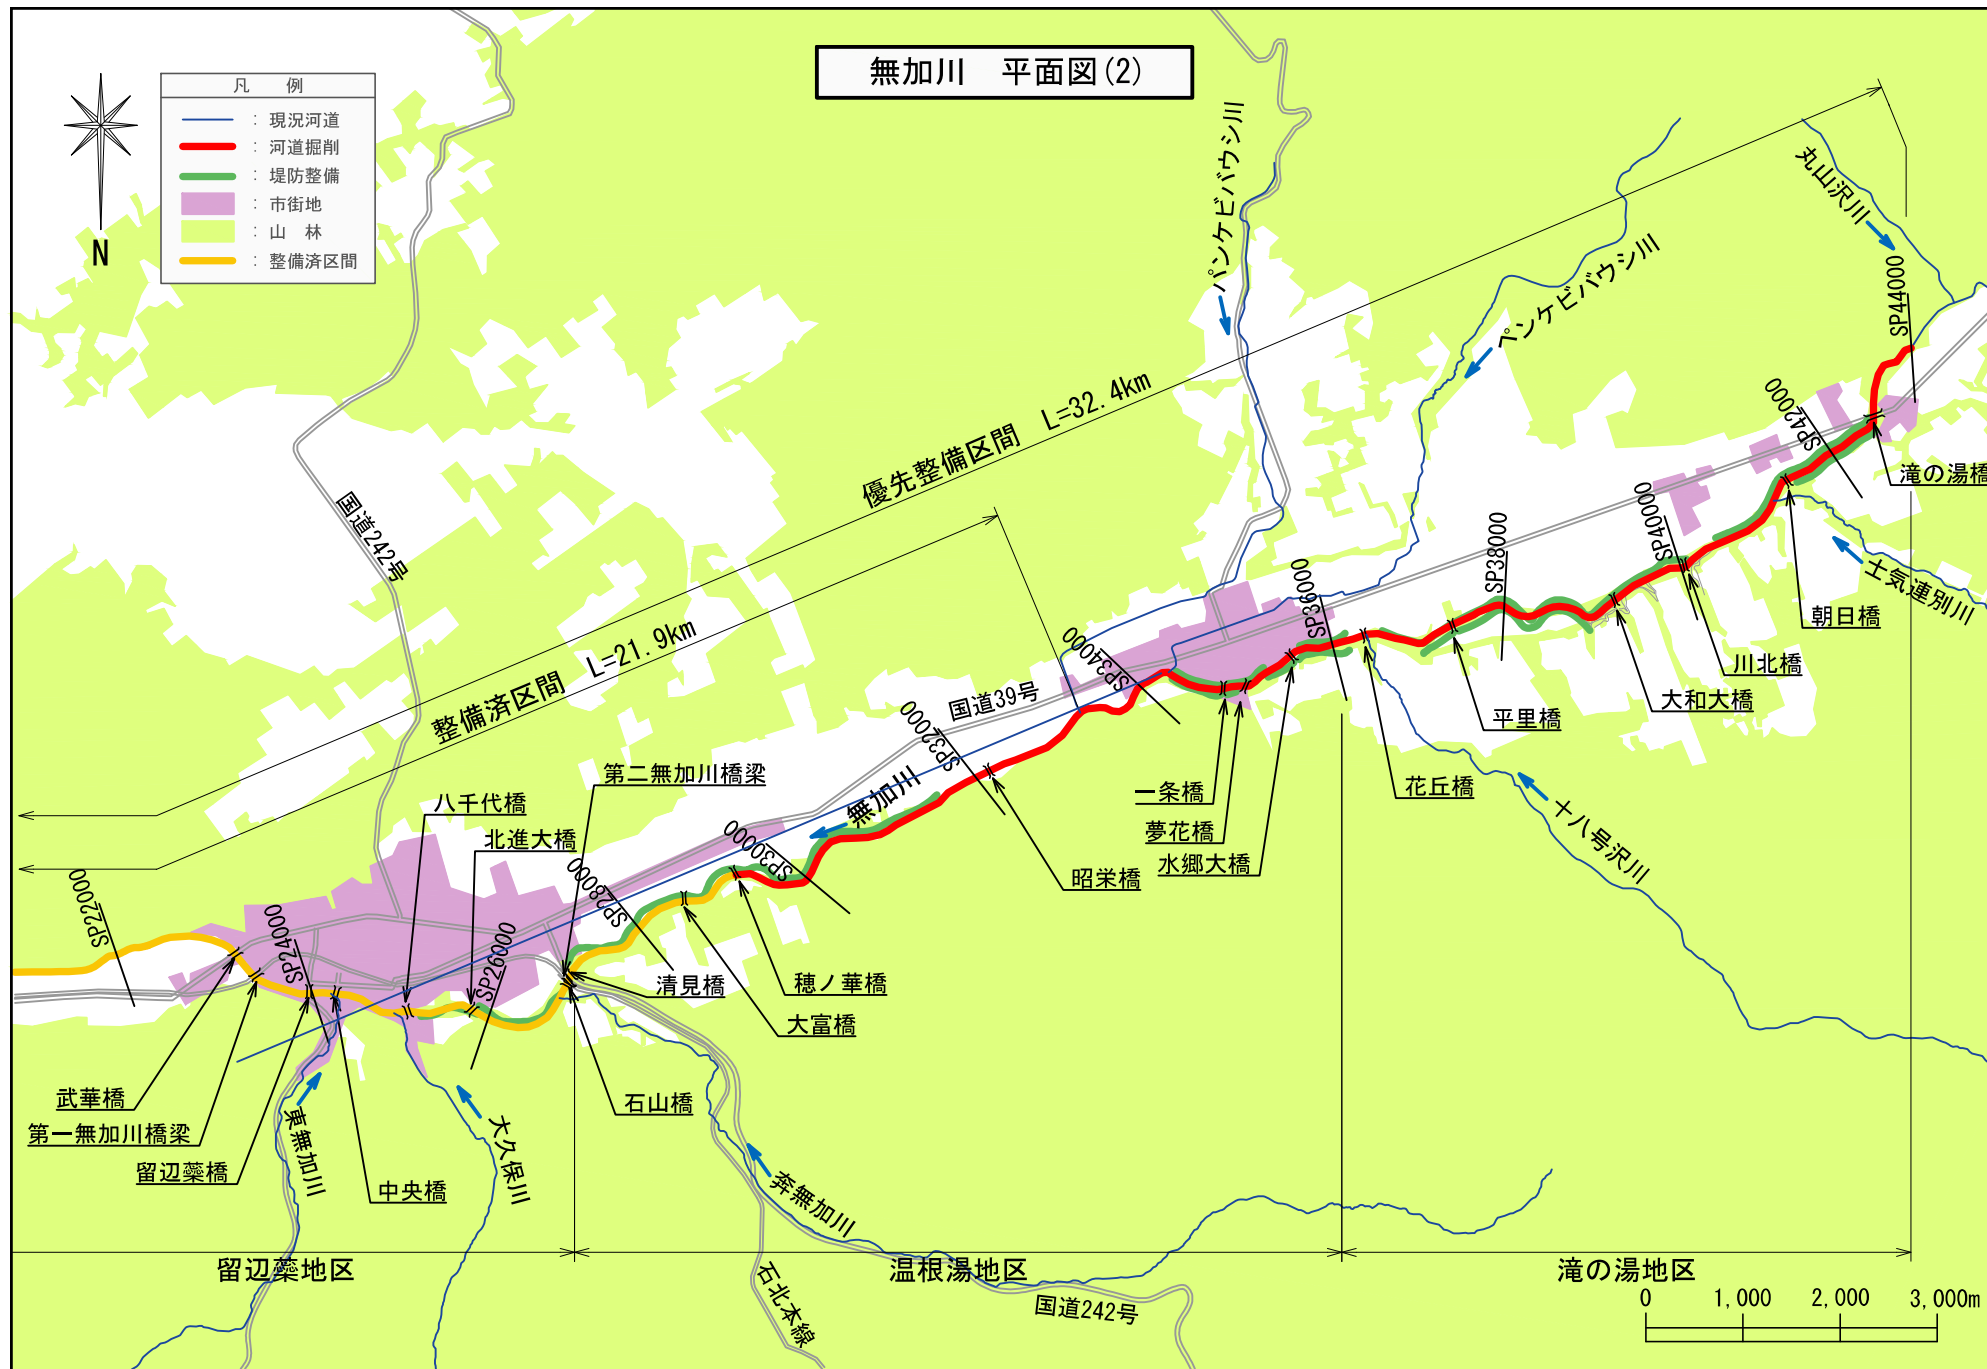 無加川　平面図(2)
N
凡　例
： 現況河道
： 河道掘削
： 堤防整備
： 市街地
： 山　林
： 整備済区間
パンケビバウシ川
ペンケビバウシ川
丸山沢川
SP44000
SP42000
滝の湯橋
優先整備区間　L=32.4km
整備済区間　L=21.9km
国道242号
国道39号
SP40000
SP38000
SP36000
SP34000
SP32000
SP30000
SP28000
SP26000
SP24000
SP22000
士気連別川
朝日橋
川北橋
大和大橋
平里橋
花丘橋
十八号沢川
一条橋
夢花橋
水郷大橋
昭栄橋
無加川
第二無加川橋梁
八千代橋
北進大橋
穂ノ華橋
清見橋
大富橋
石山橋
武華橋
第一無加川橋梁
留辺蘂橋
中央橋
東無加川
大久保川
奔無加川
石北本線
国道242号
留辺蘂地区
温根湯地区
滝の湯地区
0　1,000　2,000　3,000m